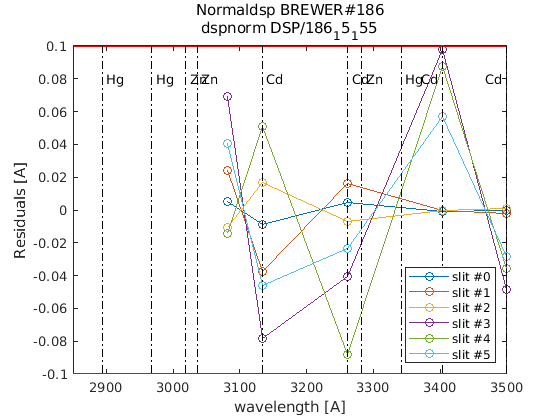 Normaldsp BREWER#186
dspnorm DSP/186₁5₁55
0.1
0.08
0.06
0.04
0.02
0
-0.02
-0.04
-0.06
-0.08
-0.1
Residuals [A]
Hg Hg Zn Zn Cd Cd Zn Hg Cd Cd
slit #0
slit #1
slit #2
slit #3
slit #4
slit #5
2900 3000 3100 3200 3300 3400 3500
wavelength [A]